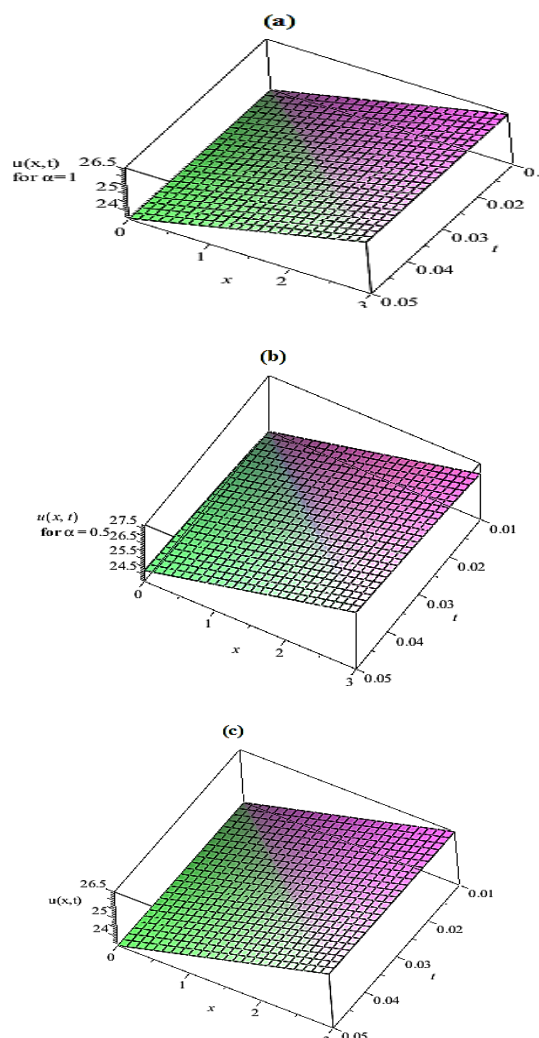 (a)
u(x,t) 26.5
for α=1 25
24
0
1
2
3
x
0.02
0.03
0.04
0.05
t
(b)
u(x, t) 27.5
for α = 0.5 26.5
25.5
24.5
0
1
2
3
x
0.01
0.02
0.03
0.04
0.05
t
(c)
26.5
u(x,t) 25
24
0
1
2
x
0.01
0.02
0.03
0.04
0.05
t